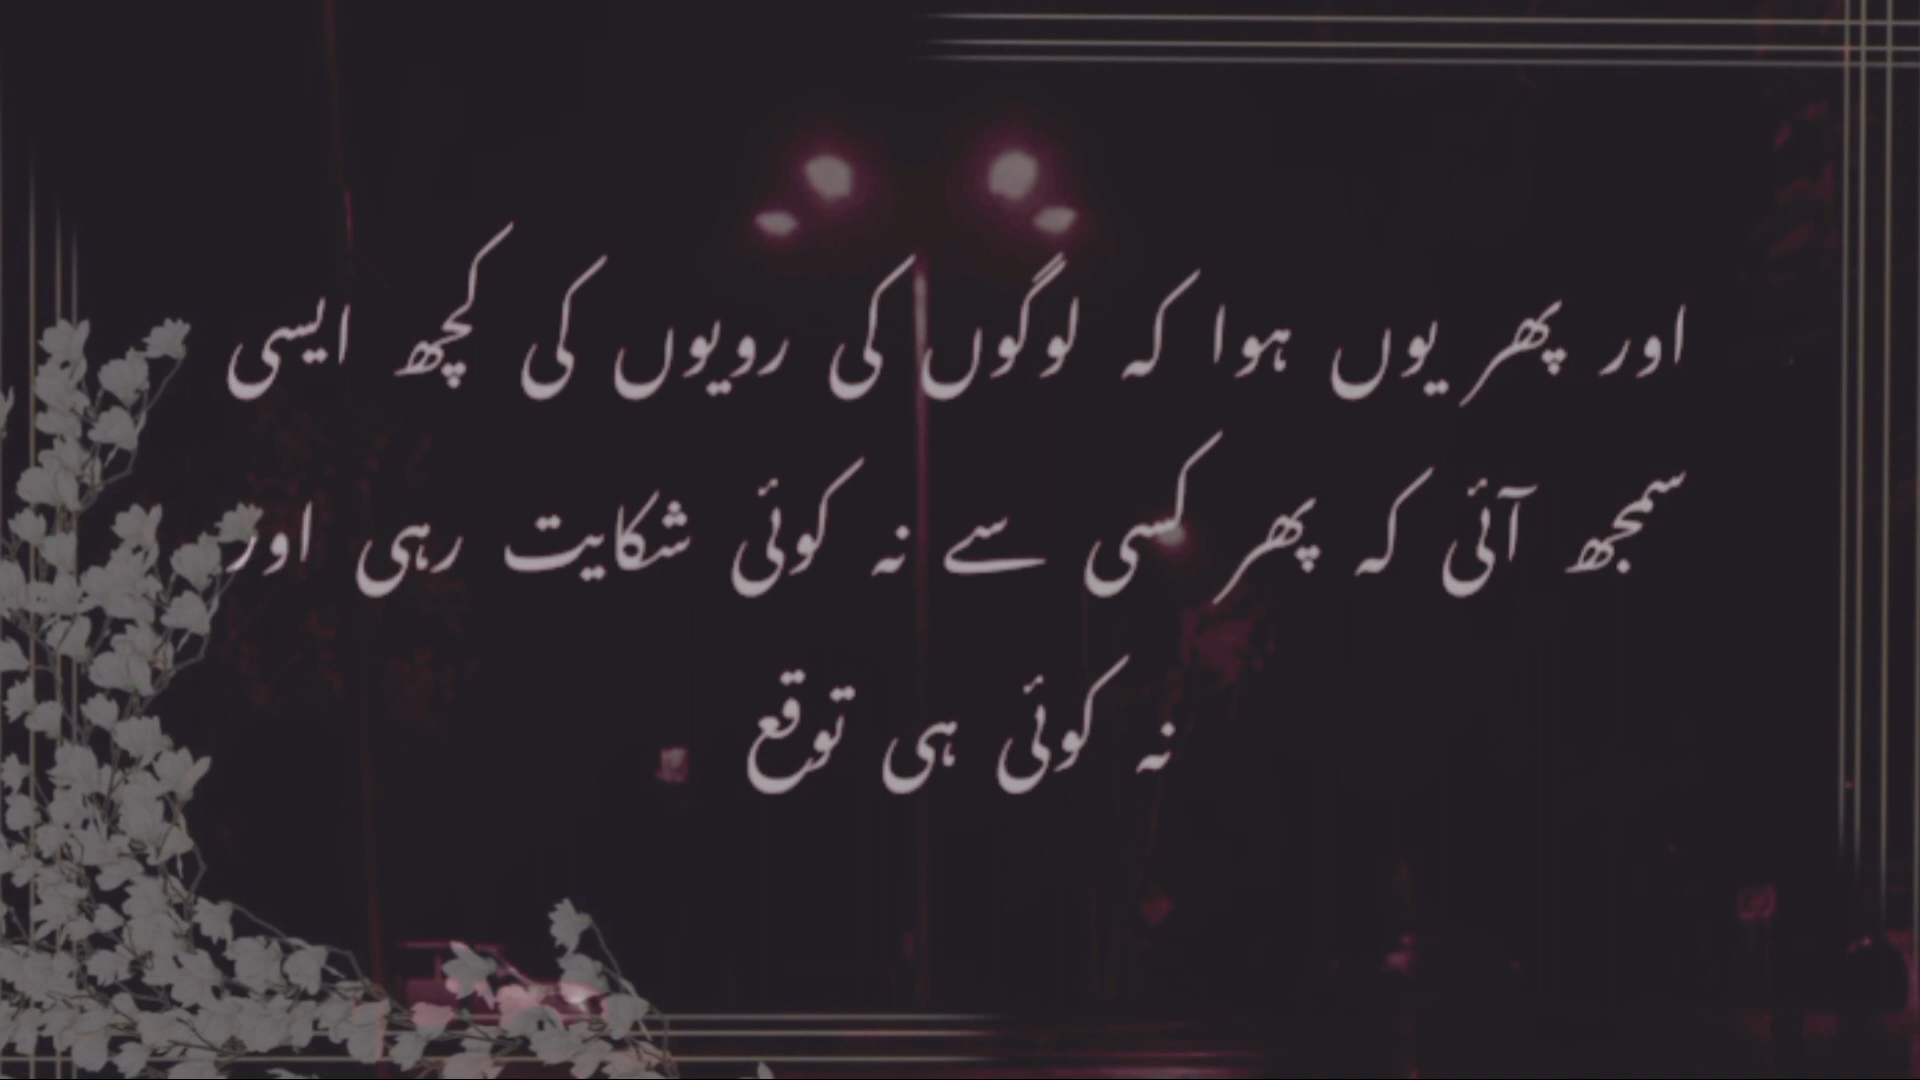 اور پھر یوں ہوا کہ لوگوں کی رویوں کی کچھ ایسی
سمجھ آئی کہ پھر کسی سے نہ کوئی شکایت رہی اور
نہ کوئی ہی توقع